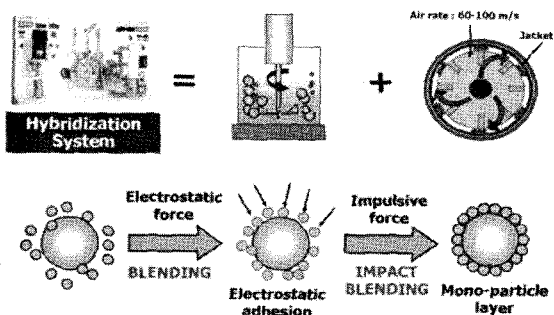 Air rate : 60-100 m/s
Jacket
=
+
Hybridization
System
Electrostatic
force
BLENDING
Electrostatic
adhesion
Impulsive
force
IMPACT
BLENDING
Mono-particle
layer